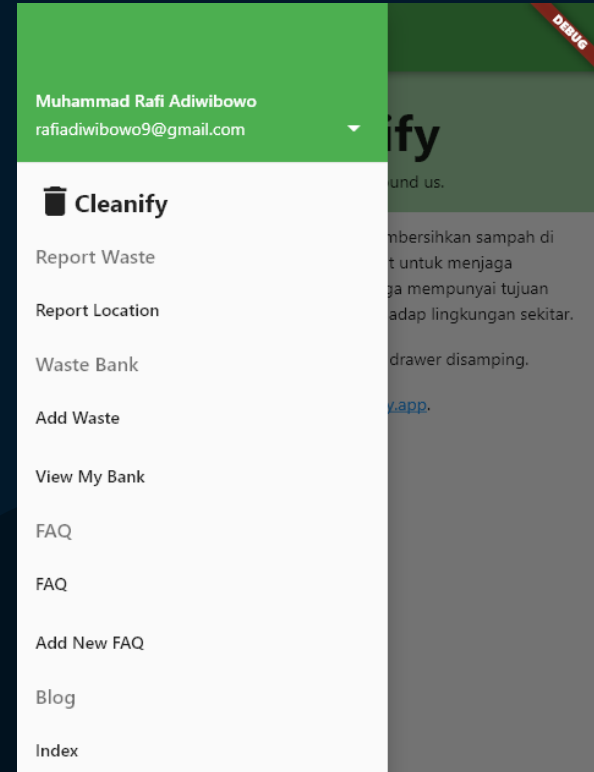 DEBUG
Muhammad Rafi Adiwibowo
rafiadiwibowo9@gmail.com
Cleanify
Report Waste
Report Location
Waste Bank
Add Waste
View My Bank
FAQ
FAQ
Add New FAQ
Blog
Index
ify
und us.
mbersihkan sampah di
t untuk menjaga
ga mempunyai tujuan
adap lingkungan sekitar.
drawer disamping.
y.app.